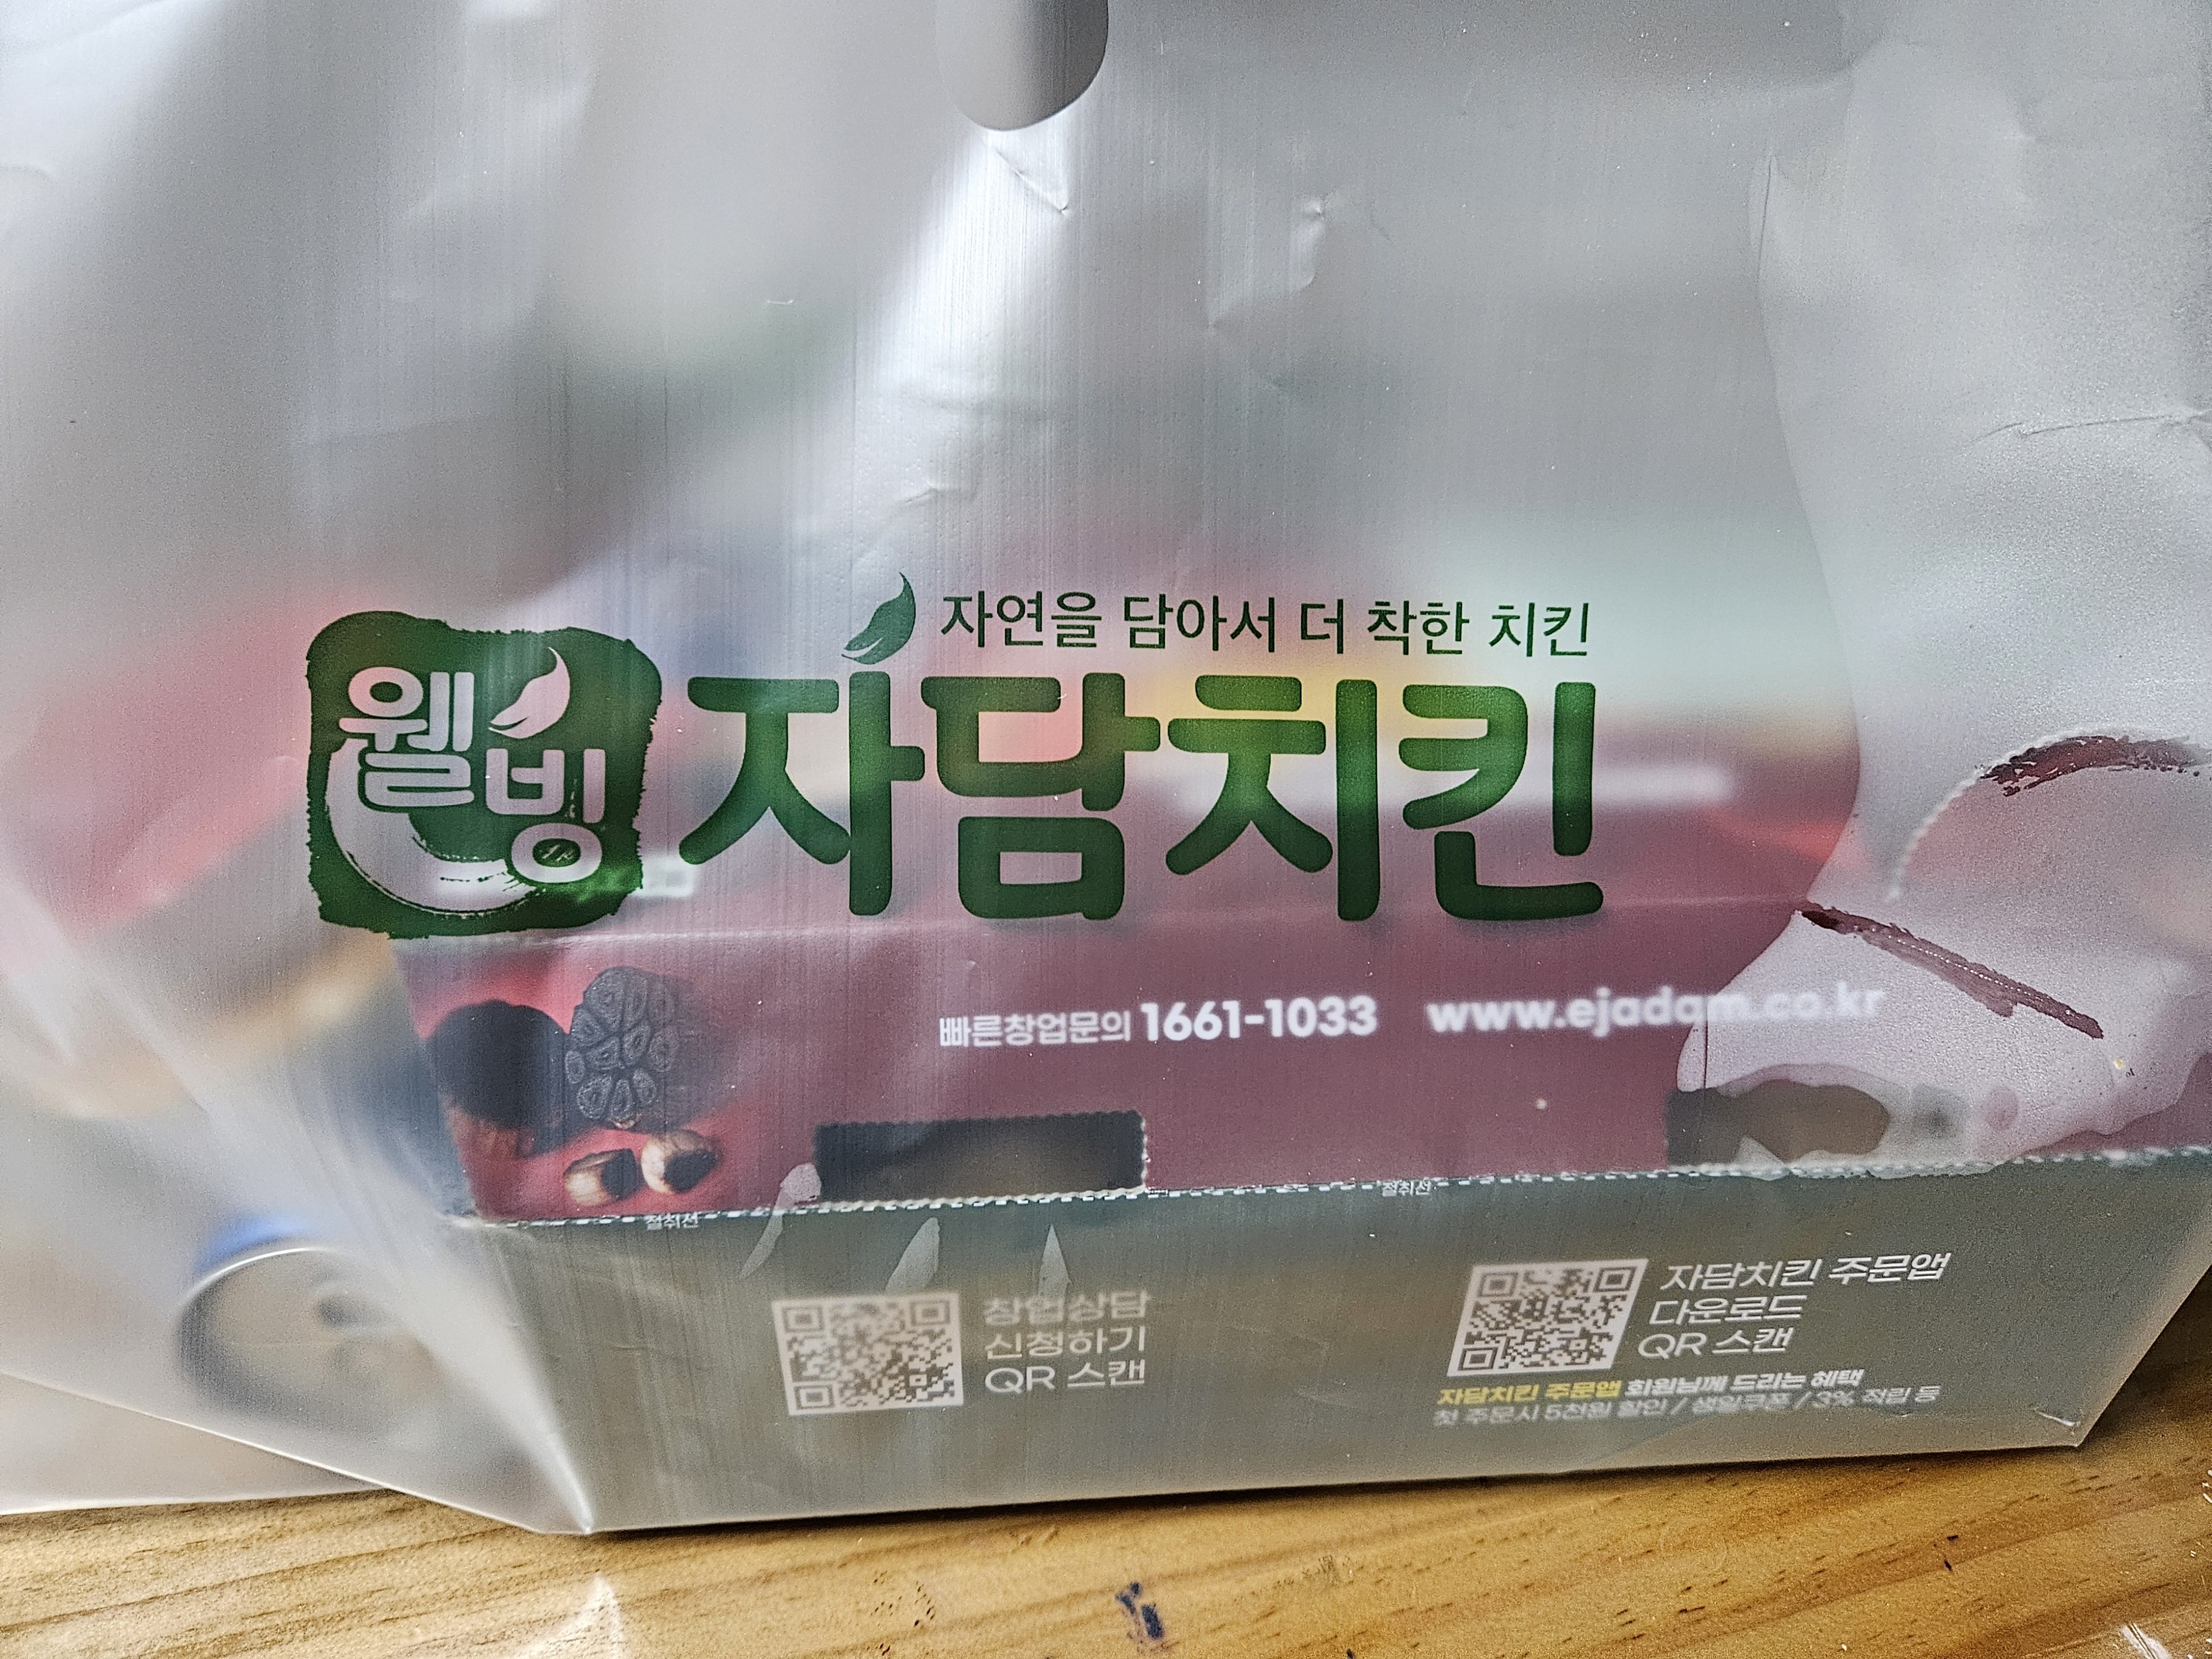 자연을 담아서 더 착한 치킨
웰빙 자담치킨
빠른창업문의 1661-1033 www.ejadam.co.kr
절취선 절취선
창업상담
신청하기
QR 스캔
자담치킨 주문앱
다운로드
QR 스캔
자담치킨 주문앱 회원님께 드리는 혜택
첫 주문시 5천원 할인 / 생일쿠폰 / 3% 적립 등